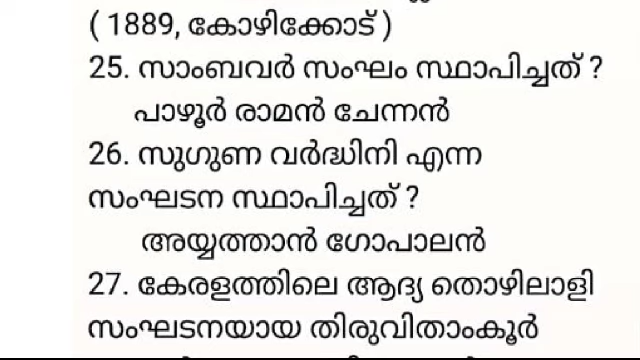 ( 1889, കോഴിക്കോട് )
25. സാംബവർ സംഘം സ്ഥാപിച്ചത് ?
പാഴൂർ രാമൻ ചേന്നൻ
26. സുഗുണ വർദ്ധിനി എന്ന
സംഘടന സ്ഥാപിച്ചത് ?
അയ്യത്താൻ ഗോപാലൻ
27. കേരളത്തിലെ ആദ്യ തൊഴിലാളി
സംഘടനയായ തിരുവിതാംകൂർ